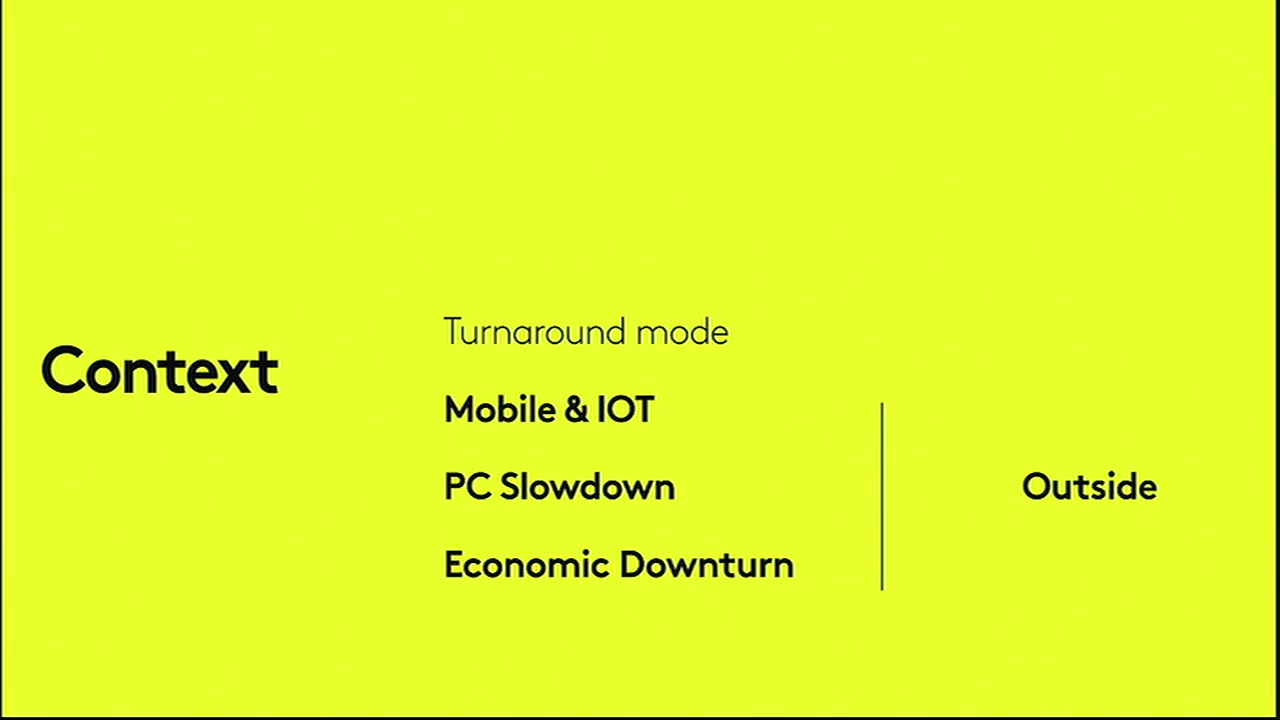 Turnaround mode
Context
Mobile & IOT
PC Slowdown
Outside
Economic Downturn